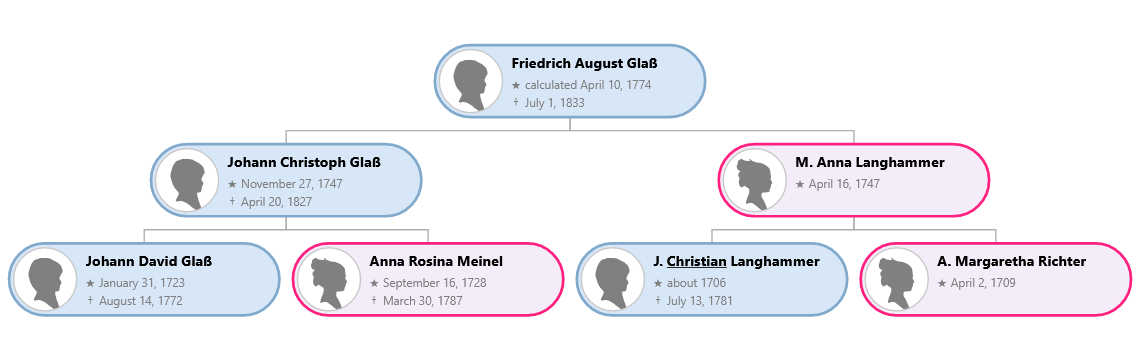 Friedrich August Glaß
★ calculated April 10, 1774
† July 1, 1833
Johann Christoph Glaß
★ November 27, 1747
† April 20, 1827
M. Anna Langhammer
★ April 16, 1747
Johann David Glaß
★ January 31, 1723
† August 14, 1772
Anna Rosina Meinel
★ September 16, 1728
† March 30, 1787
J. Christian Langhammer
★ about 1706
† July 13, 1781
A. Margaretha Richter
★ April 2, 1709